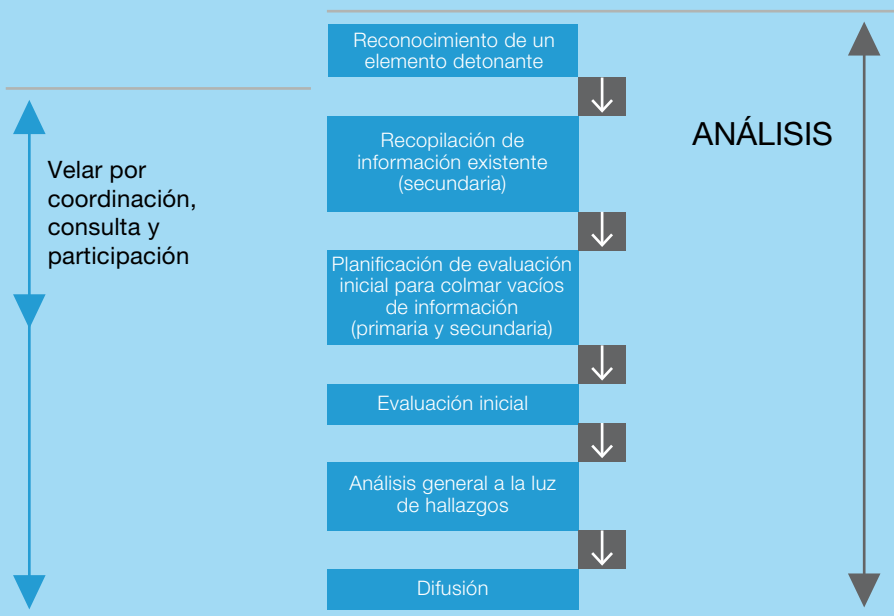 Reconocimiento de un
elemento detonante
Velar por
coordinación,
consulta y
participación
Recopilación de
información existente
(secundaria)
ANÁLISIS
Planificación de evaluación
inicial para colmar vacíos
de información
(primaria y secundaria)
Evaluación inicial
Análisis general a la luz
de hallazgos
Difusión